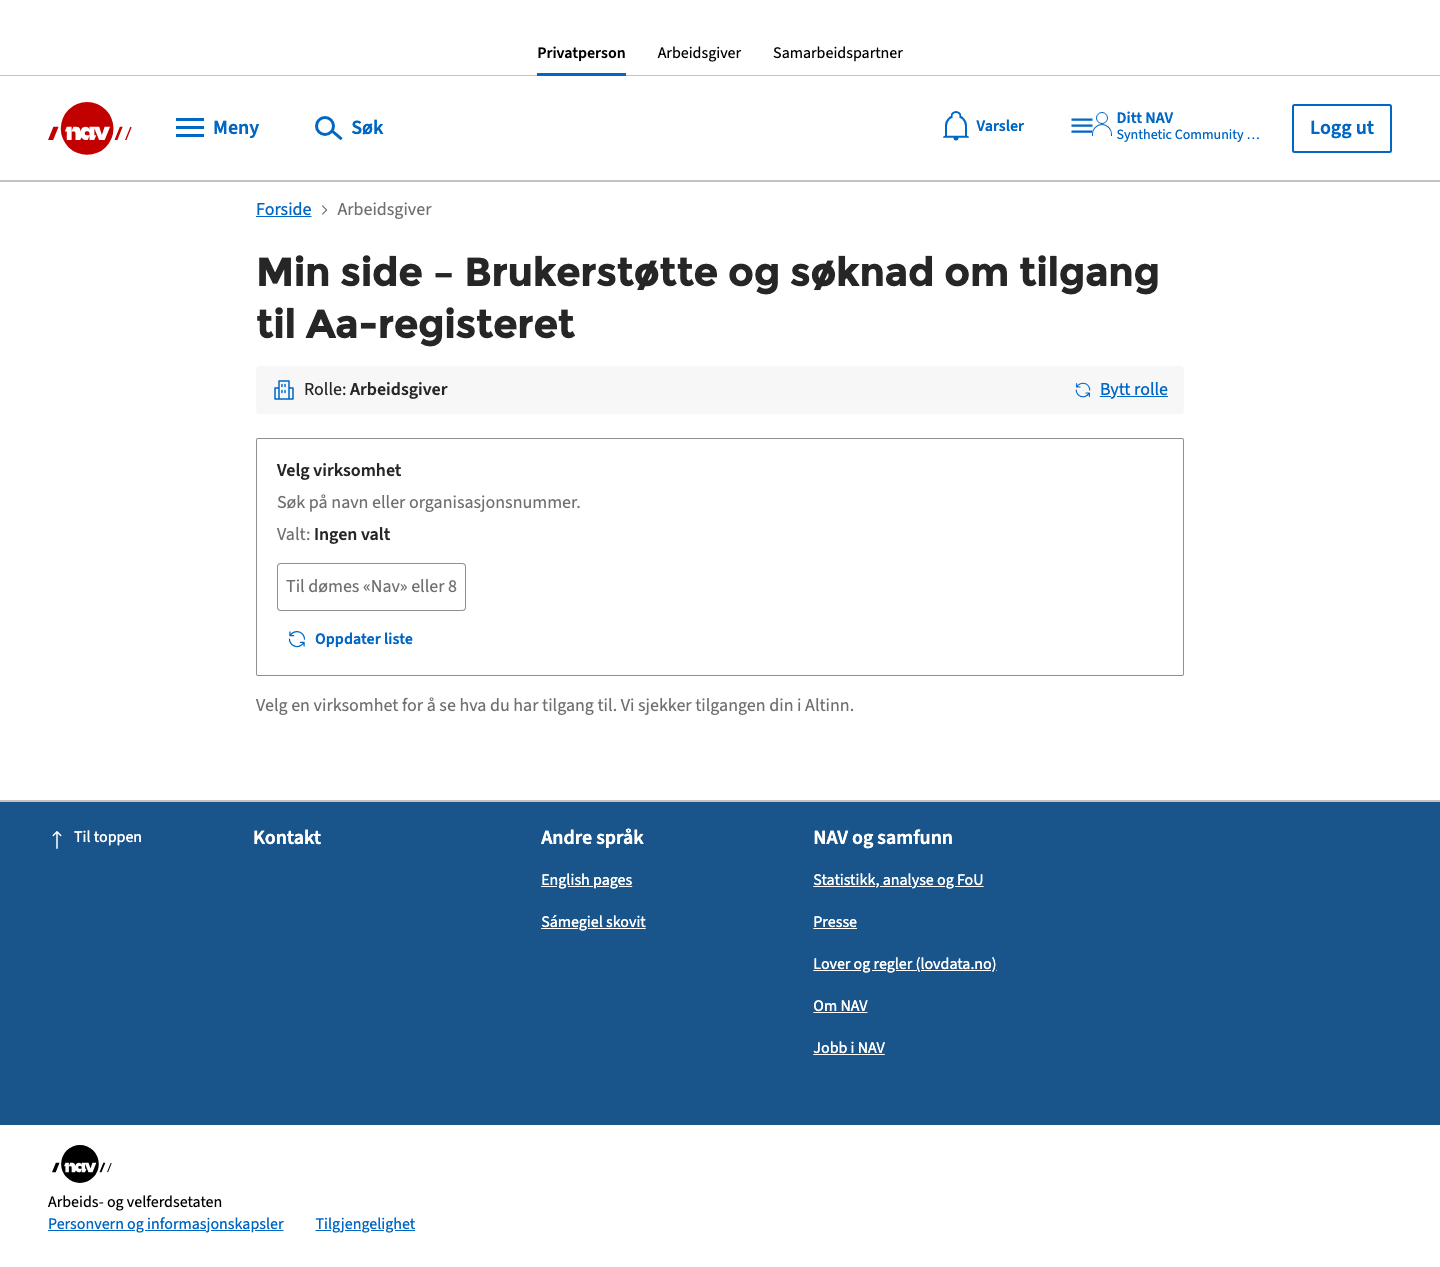 Privatperson Arbeidsgiver Samarbeidspartner
nav Meny Søk Varsler Ditt NAV Logg ut
Synthetic Community …
Forside Arbeidsgiver
Min side – Brukerstøtte og søknad om tilgang
til Aa-registeret
Rolle: Arbeidsgiver Bytt rolle
Velg virksomhet
Søk på navn eller organisasjonsnummer.
Valt: Ingen valt
Til dømes «Nav» eller 8
Oppdater liste
Velg en virksomhet for å se hva du har tilgang til. Vi sjekker tilgangen din i Altinn.
Til toppen
Kontakt
Andre språk
English pages
Sámegiel skovit
NAV og samfunn
Statistikk, analyse og FoU
Presse
Lover og regler (lovdata.no)
Om NAV
Jobb i NAV
nav
Arbeids- og velferdsetaten
Personvern og informasjonskapsler Tilgjengelighet